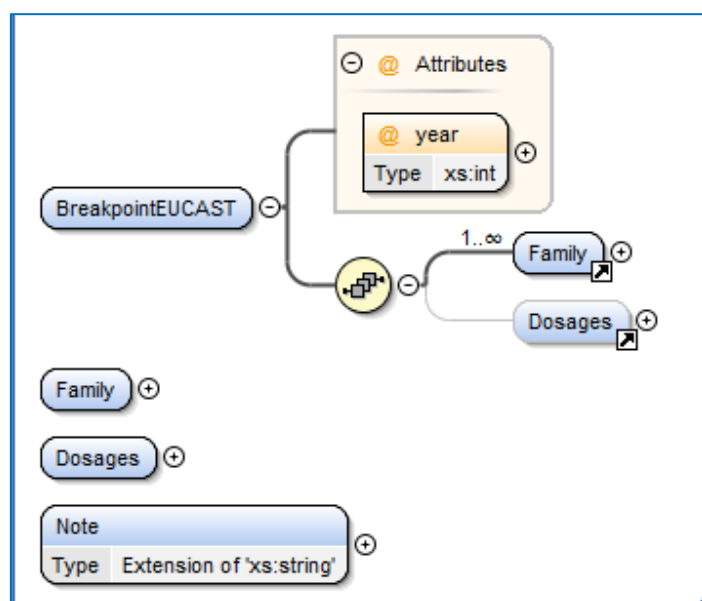 @ Attributes
@ year
Type xs:int
BreakpointEUCAST
1..∞
Family
Dosages
Family
Dosages
Note
Type Extension of 'xs:string'